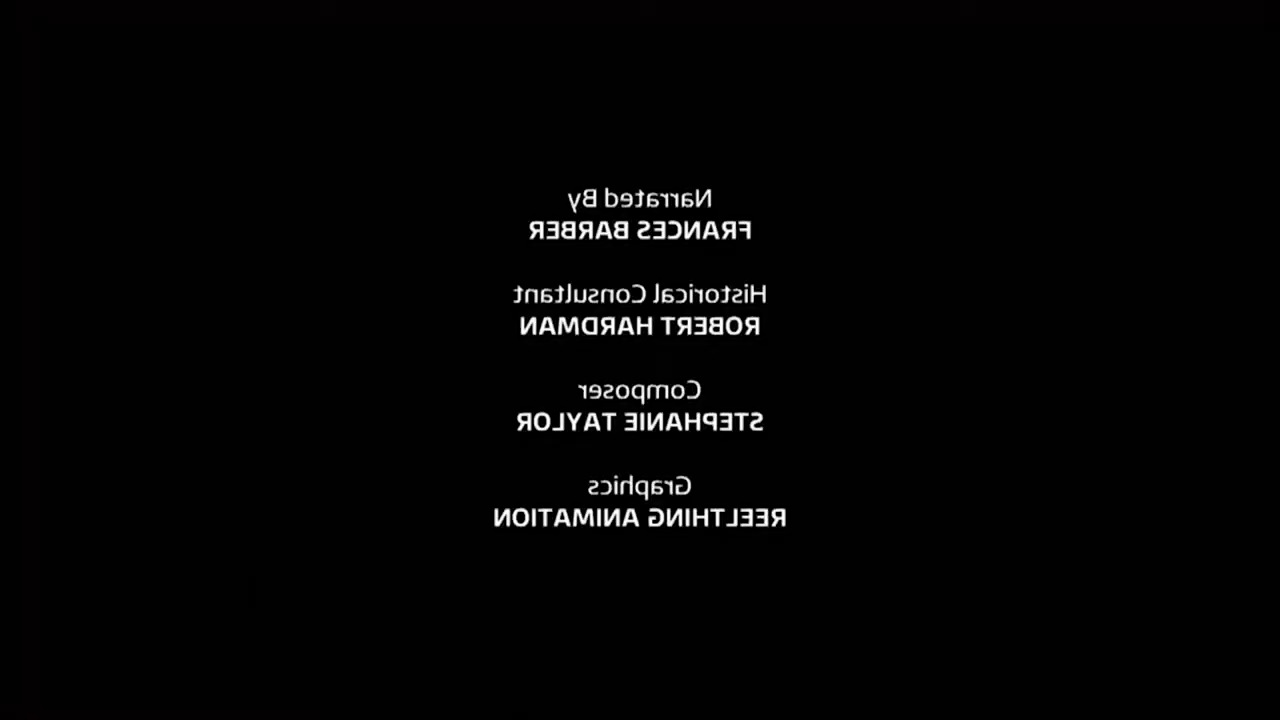 Narrated By
FRANCES BARBER
Historical Consultant
ROBERT HARDMAN
Composer
STEPHANIE TAYLOR
Graphics
REELTHING ANIMATION